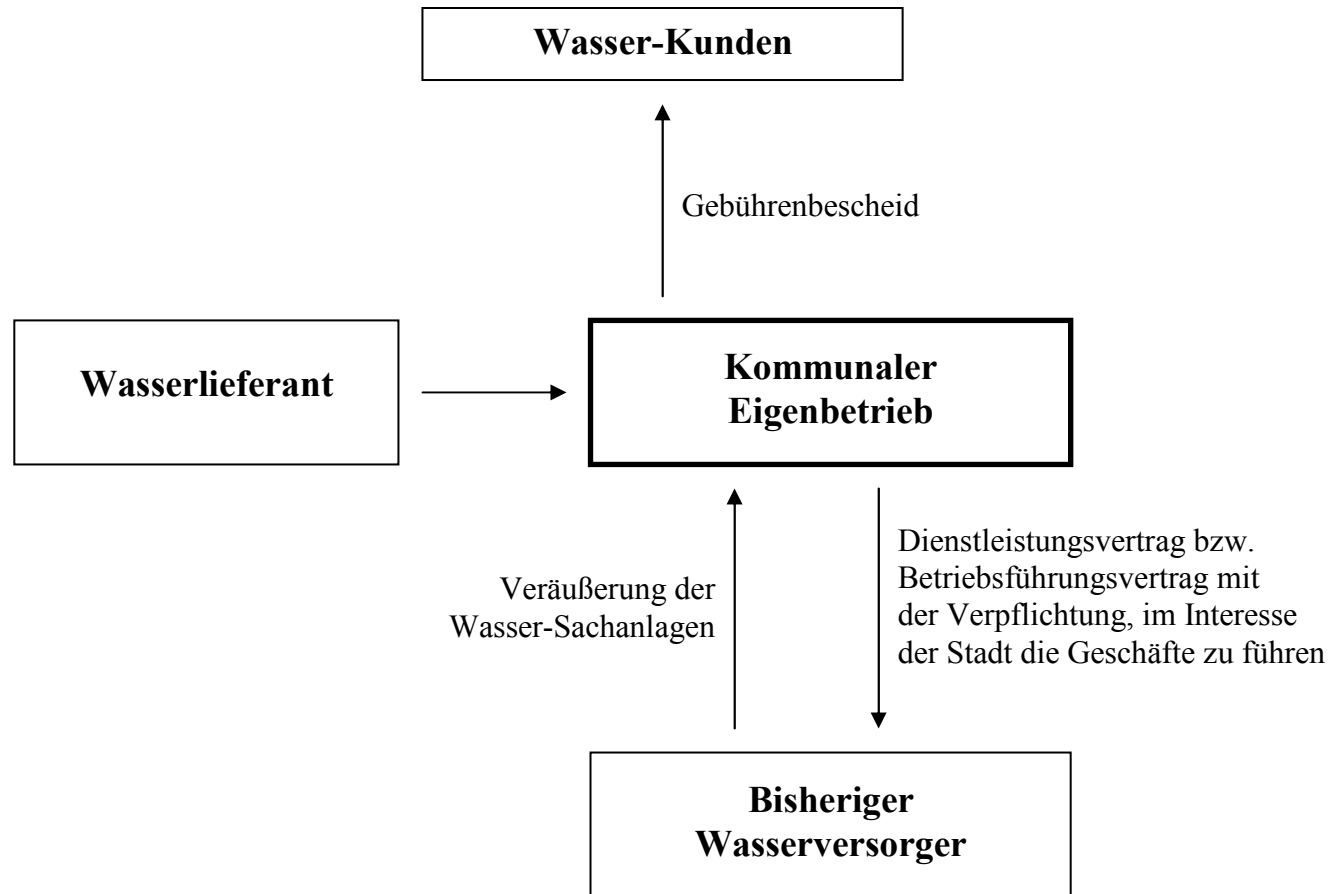 Wasser-Kunden
Gebührenbescheid
Wasserlieferant
Kommunaler
Eigenbetrieb
Veräußerung der
Wasser-Sachanlagen
Dienstleistungsvertrag bzw.
Betriebsführungsvertrag mit
der Verpflichtung, im Interesse
der Stadt die Geschäfte zu führen
Bisheriger
Wasserversorger